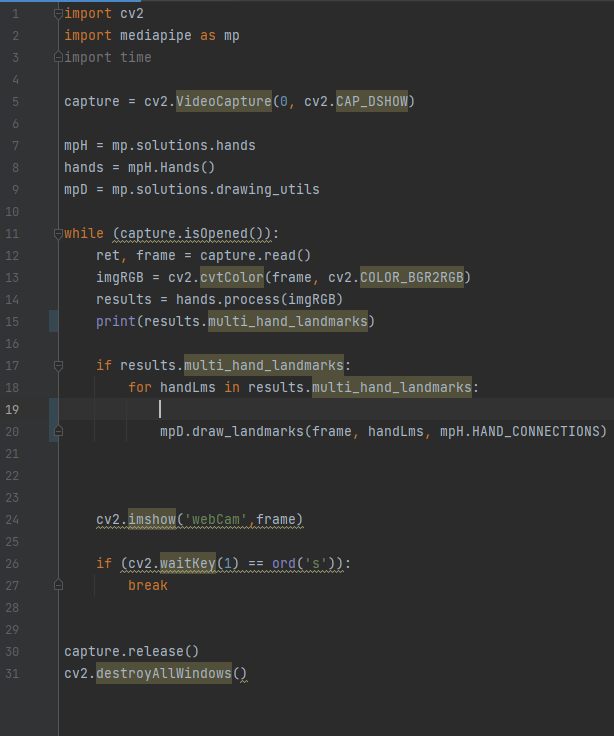 1 import cv2
2 import mediapipe as mp
3 import time
4
5 capture = cv2.VideoCapture(0, cv2.CAP_DSHOW)
6
7 mpH = mp.solutions.hands
8 hands = mpH.Hands()
9 mpD = mp.solutions.drawing_utils
10
11 while (capture.isOpened()):
12     ret, frame = capture.read()
13     imgRGB = cv2.cvtColor(frame, cv2.COLOR_BGR2RGB)
14     results = hands.process(imgRGB)
15     print(results.multi_hand_landmarks)
16
17     if results.multi_hand_landmarks:
18         for handLms in results.multi_hand_landmarks:
19
20             mpD.draw_landmarks(frame, handLms, mpH.HAND_CONNECTIONS)
21
22
23
24     cv2.imshow('webCam',frame)
25
26     if (cv2.waitKey(1) == ord('s')):
27         break
28
29
30 capture.release()
31 cv2.destroyAllWindows()